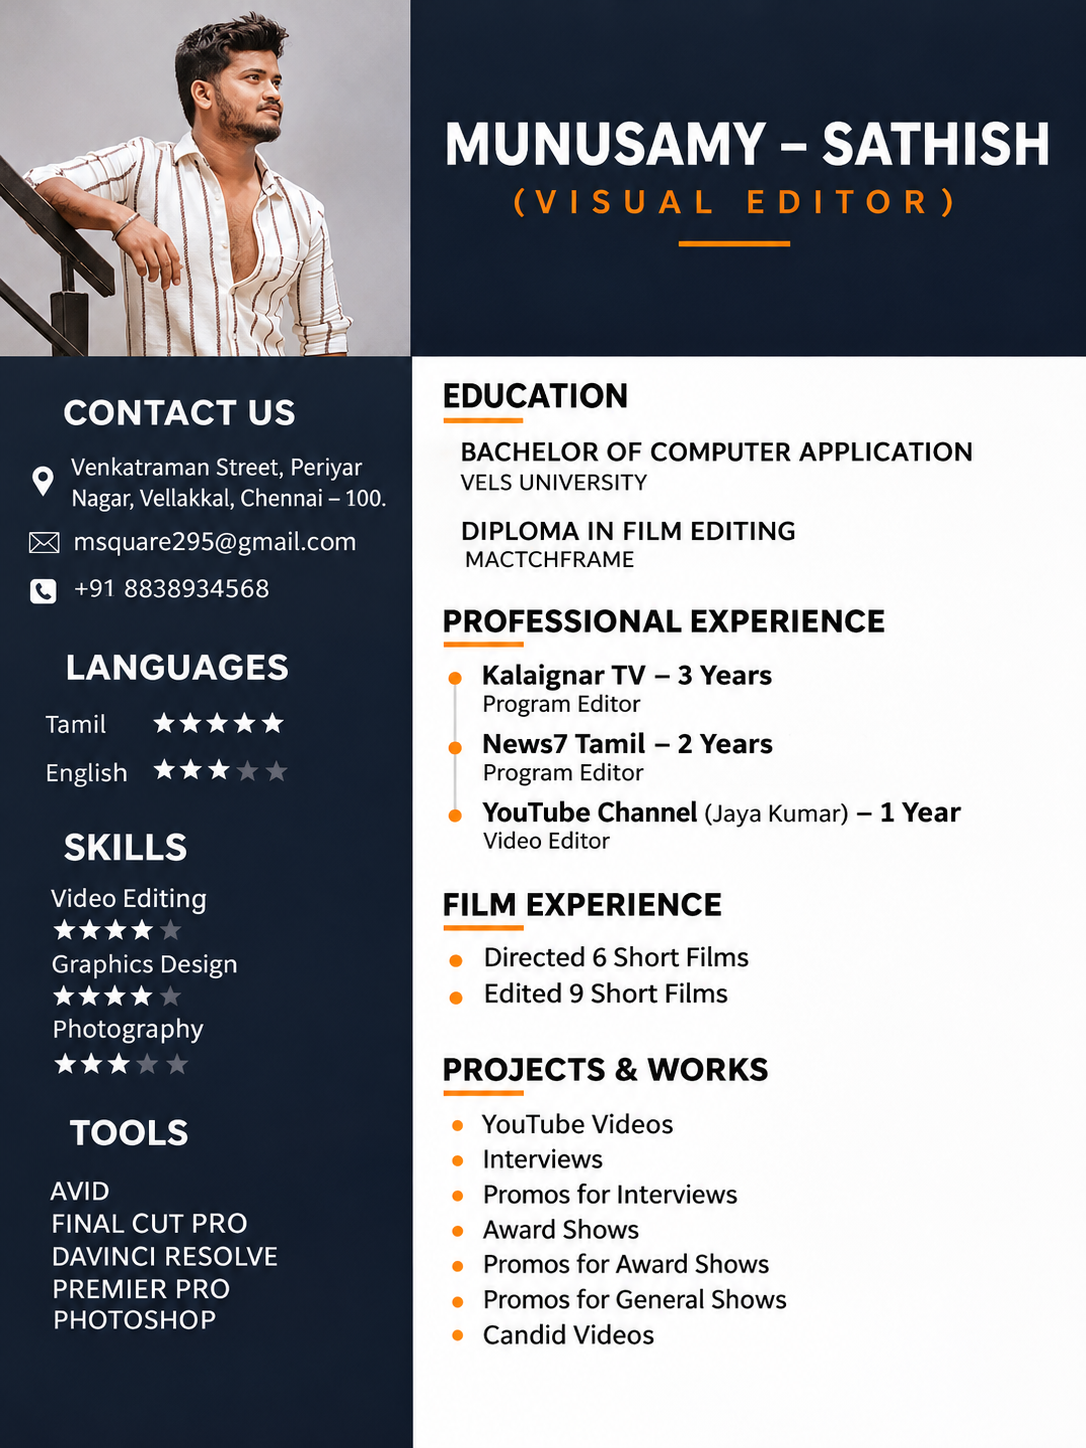 MUNUSAMY – SATHISH
(VISUAL EDITOR)
CONTACT US
Venkatraman Street, Periyar
Nagar, Vellakkal, Chennai – 100.
msquare295@gmail.com
+91 8838934568
LANGUAGES
Tamil
English
SKILLS
Video Editing
Graphics Design
Photography
TOOLS
AVID
FINAL CUT PRO
DAVINCI RESOLVE
PREMIER PRO
PHOTOSHOP
EDUCATION
BACHELOR OF COMPUTER APPLICATION
VELS UNIVERSITY
DIPLOMA IN FILM EDITING
MACTCHFRAME
PROFESSIONAL EXPERIENCE
Kalaignar TV – 3 Years
Program Editor
News7 Tamil – 2 Years
Program Editor
YouTube Channel (Jaya Kumar) – 1 Year
Video Editor
FILM EXPERIENCE
Directed 6 Short Films
Edited 9 Short Films
PROJECTS & WORKS
YouTube Videos
Interviews
Promos for Interviews
Award Shows
Promos for Award Shows
Promos for General Shows
Candid Videos